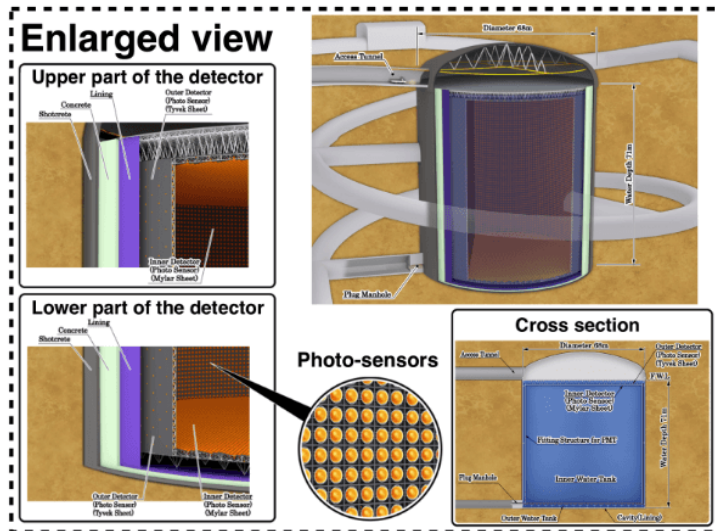 Enlarged view
Upper part of the detector
Lining
Concrete
Shotcrete
Outer Detector
(Photo Sensor)
(Tyvek Sheet)
Inner Detector
(Photo Sensor)
(Mylar Sheet)
Diameter 68m
Access Tunnel
Water Depth 71m
Plug Manhole
Lower part of the detector
Lining
Concrete
Shotcrete
Outer Detector
(Photo Sensor)
(Tyvek Sheet)
Inner Detector
(Photo Sensor)
(Mylar Sheet)
Photo-sensors
Cross section
Diameter 68m
Access Tunnel
Outer Detector
(Photo Sensor)
(Tyvek Sheet)
F.W.L
Inner Detector
(Photo Sensor)
(Mylar Sheet)
Fitting Structure for PMT
Water Depth 71m
Inner Water Tank
Plug Manhole
Outer Water Tank
Cavity(Lining)